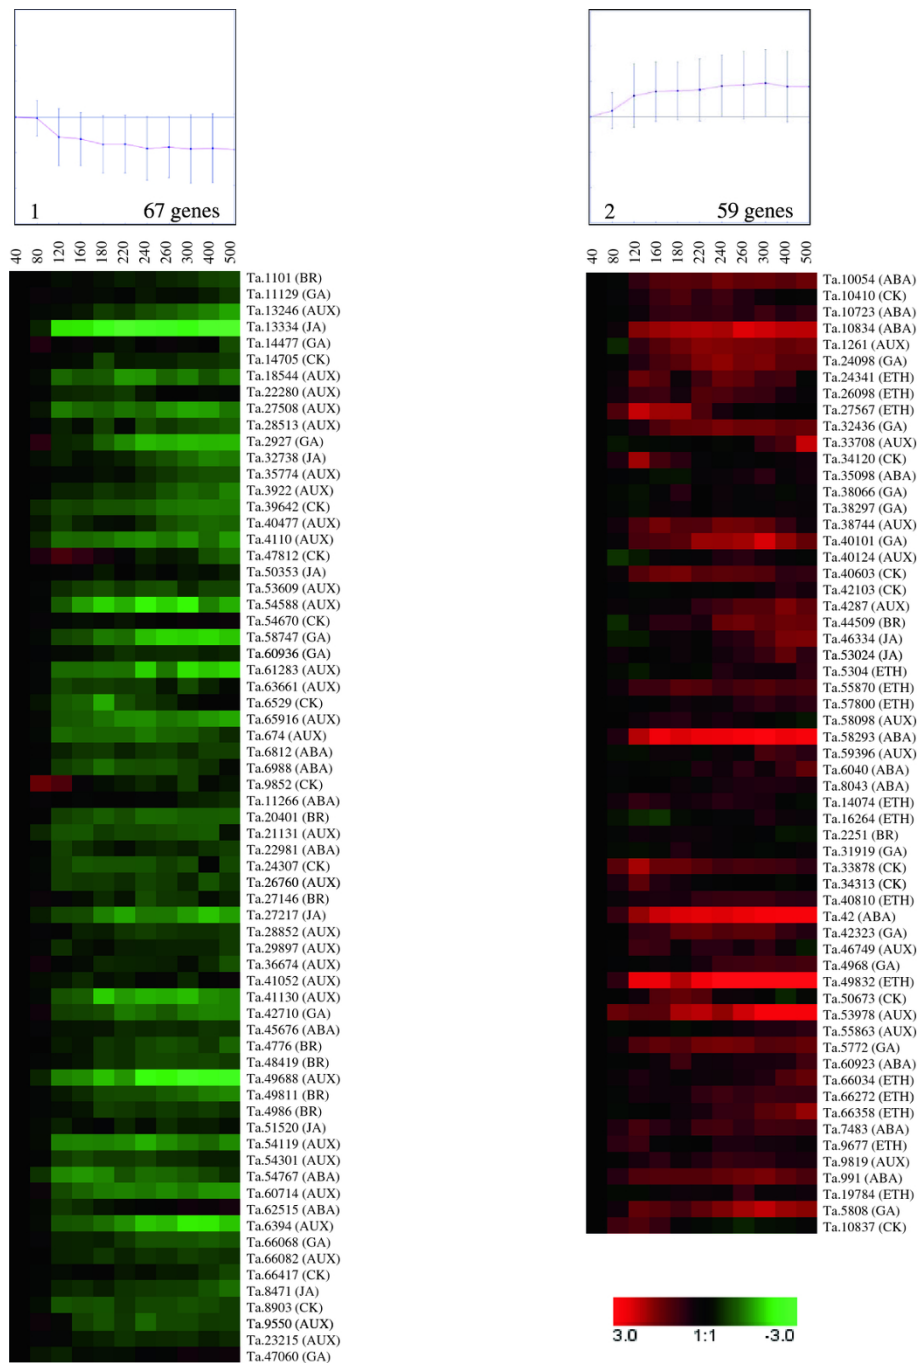 1 67 genes
2 59 genes
40 80 120 160 180 220 240 260 300 400 500
Ta.1101 (BR)
Ta.11129 (GA)
Ta.13246 (AUX)
Ta.13334 (JA)
Ta.14477 (GA)
Ta.14705 (CK)
Ta.18544 (AUX)
Ta.22280 (AUX)
Ta.27508 (AUX)
Ta.28513 (AUX)
Ta.2927 (GA)
Ta.32738 (JA)
Ta.35774 (AUX)
Ta.3922 (AUX)
Ta.39642 (CK)
Ta.40477 (AUX)
Ta.4110 (AUX)
Ta.47812 (CK)
Ta.50353 (JA)
Ta.53609 (AUX)
Ta.54588 (AUX)
Ta.54670 (CK)
Ta.58747 (GA)
Ta.60936 (GA)
Ta.61283 (AUX)
Ta.63661 (AUX)
Ta.6529 (CK)
Ta.65916 (AUX)
Ta.674 (AUX)
Ta.6812 (ABA)
Ta.6988 (ABA)
Ta.9852 (CK)
Ta.11266 (ABA)
Ta.20401 (BR)
Ta.21131 (AUX)
Ta.22981 (ABA)
Ta.24307 (CK)
Ta.26760 (AUX)
Ta.27146 (BR)
Ta.27217 (JA)
Ta.28852 (AUX)
Ta.29897 (AUX)
Ta.36674 (AUX)
Ta.41052 (AUX)
Ta.41130 (AUX)
Ta.42710 (GA)
Ta.45676 (ABA)
Ta.4776 (BR)
Ta.48419 (BR)
Ta.49688 (AUX)
Ta.49811 (BR)
Ta.4986 (BR)
Ta.51520 (JA)
Ta.54119 (AUX)
Ta.54301 (AUX)
Ta.54767 (ABA)
Ta.60714 (AUX)
Ta.62515 (ABA)
Ta.6394 (AUX)
Ta.66068 (GA)
Ta.66082 (AUX)
Ta.66417 (CK)
Ta.8471 (JA)
Ta.8903 (CK)
Ta.9550 (AUX)
Ta.23215 (AUX)
Ta.47060 (GA)
40 80 120 160 180 220 240 260 300 400 500
Ta.10054 (ABA)
Ta.10410 (CK)
Ta.10723 (ABA)
Ta.10834 (ABA)
Ta.1261 (AUX)
Ta.24098 (GA)
Ta.24341 (ETH)
Ta.26098 (ETH)
Ta.27567 (ETH)
Ta.32436 (GA)
Ta.33708 (AUX)
Ta.34120 (CK)
Ta.35098 (ABA)
Ta.38066 (GA)
Ta.38297 (GA)
Ta.38744 (AUX)
Ta.40101 (GA)
Ta.40124 (AUX)
Ta.40603 (CK)
Ta.42103 (CK)
Ta.4287 (AUX)
Ta.44509 (BR)
Ta.46334 (JA)
Ta.53024 (JA)
Ta.5304 (ETH)
Ta.55870 (ETH)
Ta.57800 (ETH)
Ta.58098 (AUX)
Ta.58293 (ABA)
Ta.59396 (AUX)
Ta.6040 (ABA)
Ta.8043 (ABA)
Ta.14074 (ETH)
Ta.16264 (ETH)
Ta.2251 (BR)
Ta.31919 (GA)
Ta.33878 (CK)
Ta.34313 (CK)
Ta.40810 (ETH)
Ta.42 (ABA)
Ta.42323 (GA)
Ta.46749 (AUX)
Ta.4968 (GA)
Ta.49832 (ETH)
Ta.50673 (CK)
Ta.53978 (AUX)
Ta.55863 (AUX)
Ta.5772 (GA)
Ta.60923 (ABA)
Ta.66034 (ETH)
Ta.66272 (ETH)
Ta.66358 (ETH)
Ta.7483 (ABA)
Ta.9677 (ETH)
Ta.9819 (AUX)
Ta.991 (ABA)
Ta.19784 (ETH)
Ta.5808 (GA)
Ta.10837 (CK)
3.0 1:1 -3.0